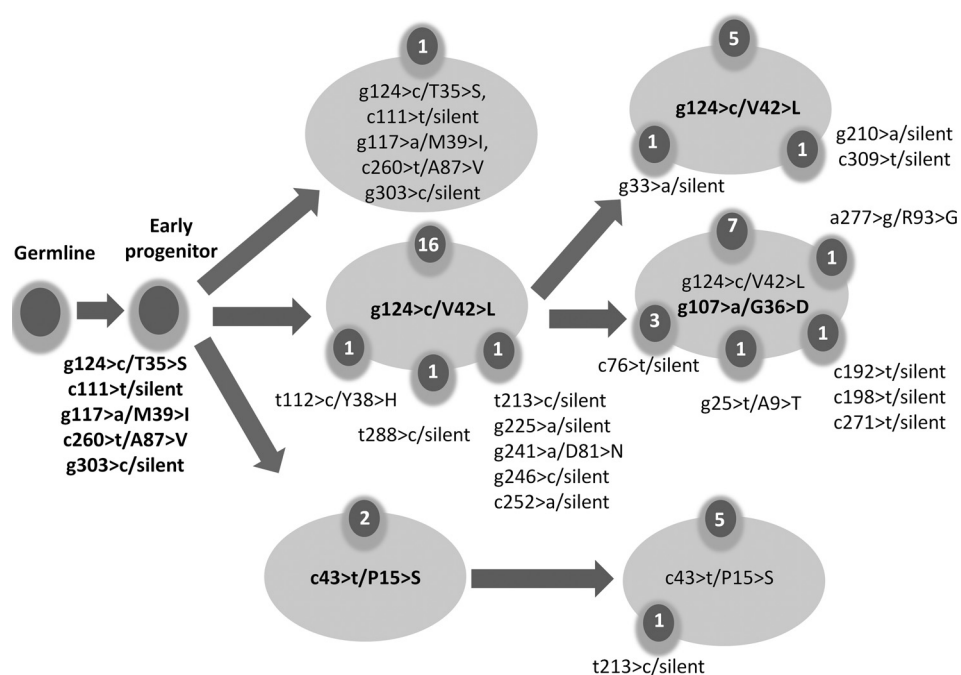 Germline
Early
progenitor
g124>c/T35>S
c111>t/silent
g117>a/M39>I
c260>t/A87>V
g303>c/silent
1
g124>c/T35>S,
c111>t/silent
g117>a/M39>I,
c260>t/A87>V
g303>c/silent
16
g124>c/V42>L
1
1
1
t112>c/Y38>H
t288>c/silent
t213>c/silent
g225>a/silent
g241>a/D81>N
g246>c/silent
c252>a/silent
2
c43>t/P15>S
5
g124>c/V42>L
1
1
g33>a/silent
g210>a/silent
c309>t/silent
7
g124>c/V42>L
g107>a/G36>D
1
a277>g/R93>G
3
1
1
c76>t/silent
g25>t/A9>T
c192>t/silent
c198>t/silent
c271>t/silent
5
c43>t/P15>S
1
t213>c/silent